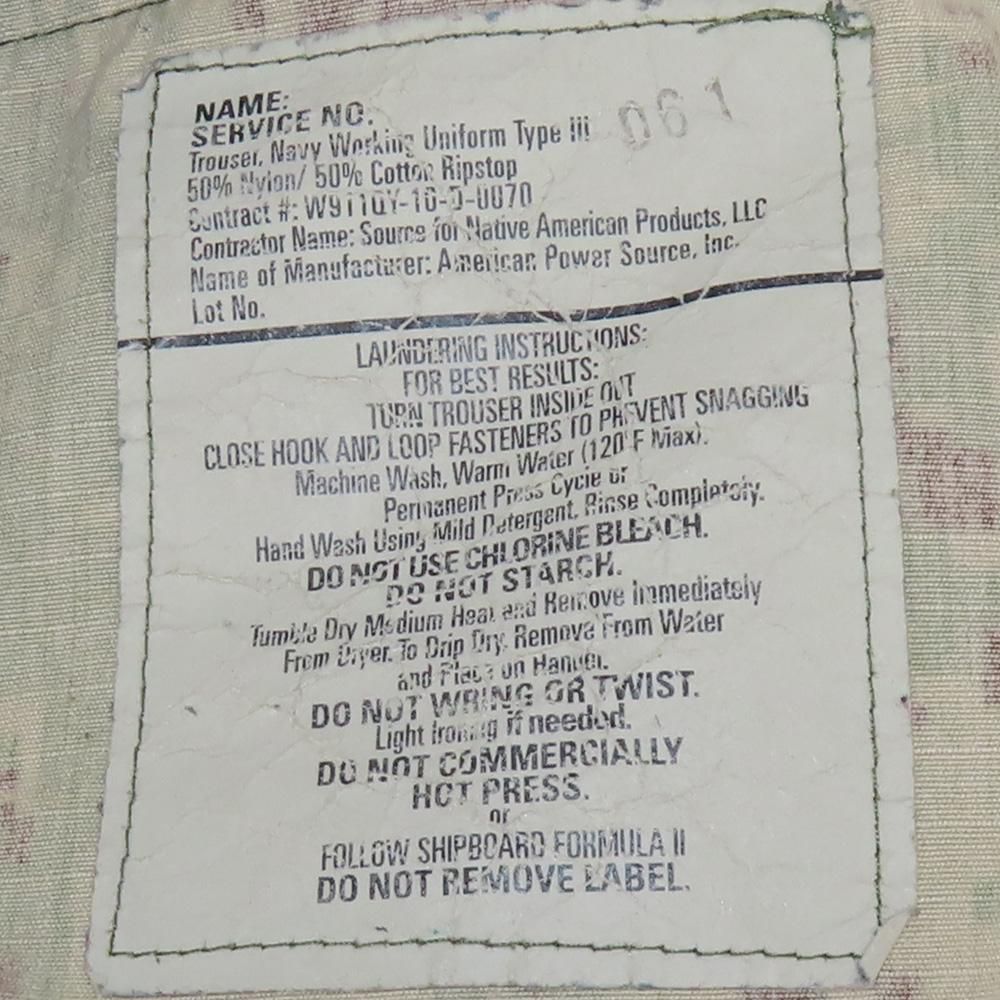 NAME:
SERVICE NO.
061
Trouser, Navy Working Uniform Type III
50% Nylon/ 50% Cotton Ripstop
Contract #: W911QY-10-D-0070
Contractor Name: Source for Native American Products, LLC
Name of Manufacturer: American Power Source, Inc.
Lot No.
LAUNDERING INSTRUCTIONS:
FOR BEST RESULTS:
TURN TROUSER INSIDE OUT
CLOSE HOOK AND LOOP FASTENERS TO PREVENT SNAGGING
Machine Wash, Warm Water (120°F Max).
Permanent Press Cycle or
Hand Wash Using Mild Detergent. Rinse Completely.
DO NOT USE CHLORINE BLEACH.
DO NOT STARCH.
Tumble Dry Medium Heat and Remove Immediately
From Dryer. To Drip Dry, Remove From Water
and Place on Hanger.
DO NOT WRING OR TWIST.
Light Ironing if needed.
DO NOT COMMERCIALLY
HOT PRESS.
or
FOLLOW SHIPBOARD FORMULA II
DO NOT REMOVE LABEL.